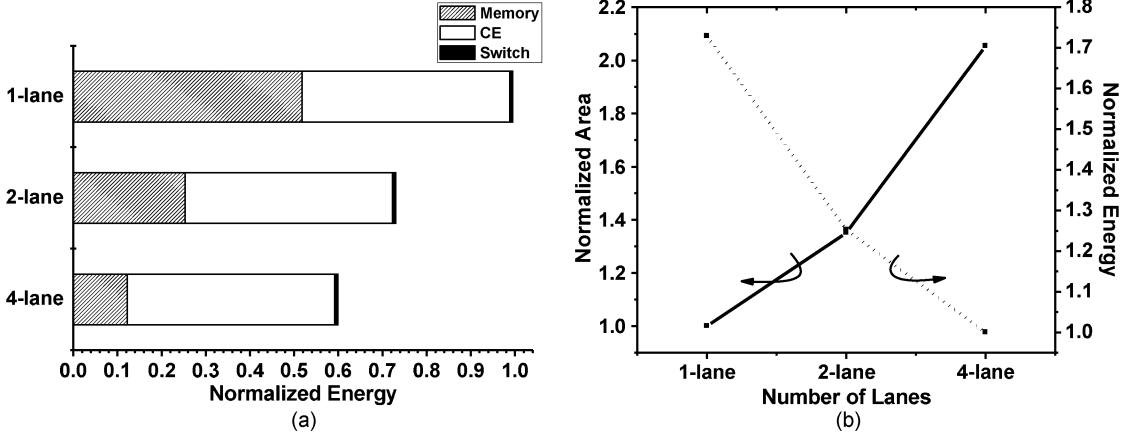 Memory
CE
Switch
1-lane
2-lane
4-lane
0.0 0.1 0.2 0.3 0.4 0.5 0.6 0.7 0.8 0.9 1.0
Normalized Energy
(a)
2.2
2.0
1.8
1.6
1.4
1.2
1.0
Normalized Area
1.8
1.7
1.6
1.5
1.4
1.3
1.2
1.1
1.0
Normalized Energy
1-lane 2-lane 4-lane
Number of Lanes
(b)